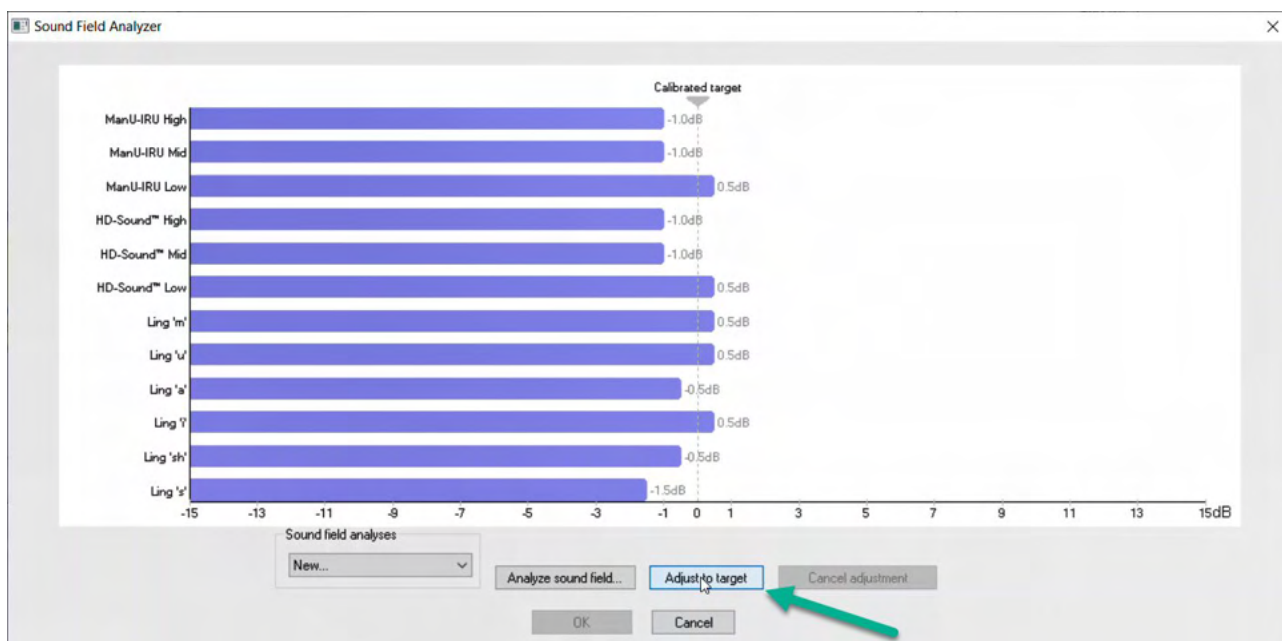 Sound Field Analyzer
Calibrated target
ManU-IRU High -1.0dB
ManU-IRU Mid -1.0dB
ManU-IRU Low 0.5dB
HD-Sound™ High -1.0dB
HD-Sound™ Mid -1.0dB
HD-Sound™ Low 0.5dB
Ling 'm' 0.5dB
Ling 'u' 0.5dB
Ling 'a' -0.5dB
Ling 'i' 0.5dB
Ling 'sh' -0.5dB
Ling 's' -1.5dB
-15 -13 -11 -9 -7 -5 -3 -1 0 1 3 5 7 9 11 13 15dB
Sound field analyses
New...
Analyze sound field... Adjust to target Cancel adjustment
OK Cancel